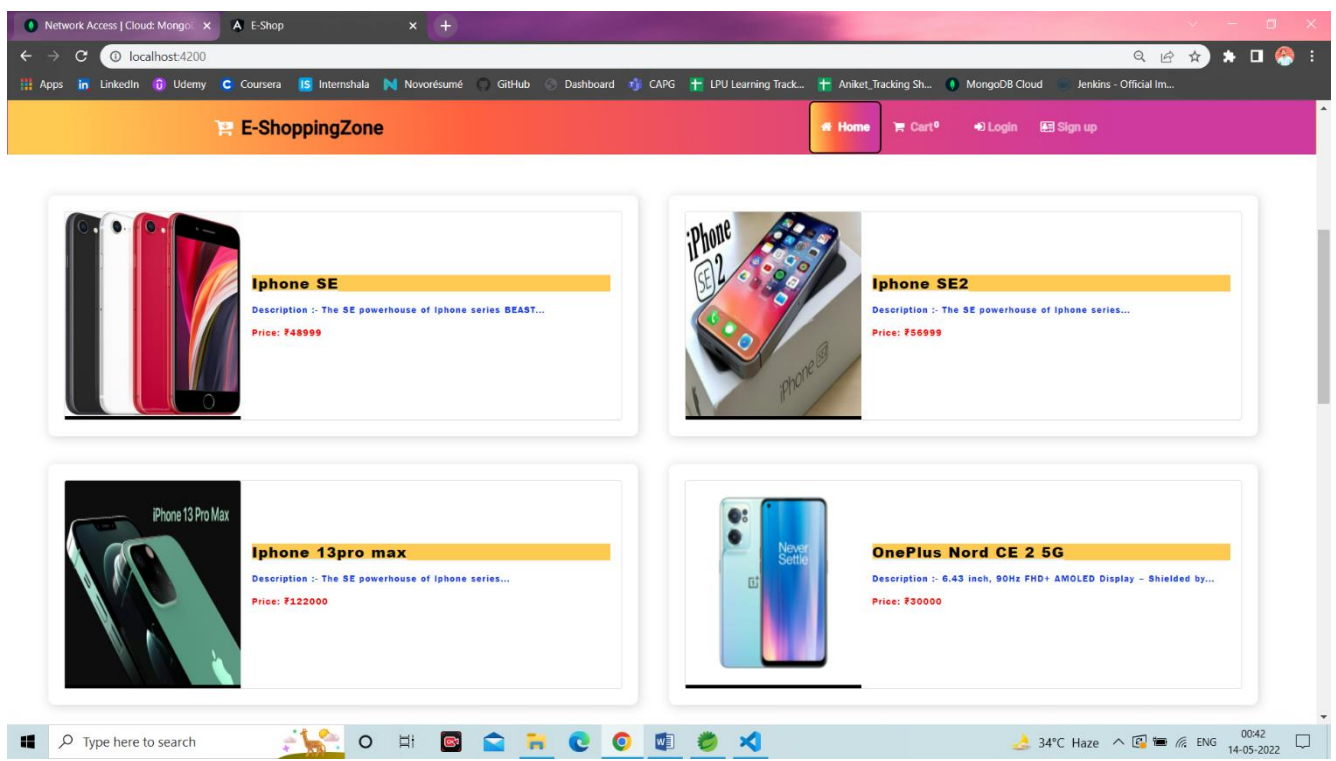 Network Access | Cloud: MongoD
E-Shop
localhost:4200
Apps LinkedIn Udemy Coursera Internshala Novorésumé GitHub Dashboard CAPG LPU Learning Track... Aniket_Tracking Sh... MongoDB Cloud Jenkins - Official Im...
E-ShoppingZone Home Cart0 Login Sign up
Iphone SE
Description :- The SE powerhouse of Iphone series BEAST...
Price: ₹48999
iPhone
SE 2
iPhone SE
Iphone SE2
Description :- The SE powerhouse of Iphone series...
Price: ₹56999
iPhone 13 Pro Max
Iphone 13pro max
Description :- The SE powerhouse of Iphone series...
Price: ₹122000
Never
Settle
OnePlus Nord CE 2 5G
Description :- 6.43 inch, 90Hz FHD+ AMOLED Display – Shielded by...
Price: ₹30000
Type here to search
34°C Haze ENG
00:42
14-05-2022